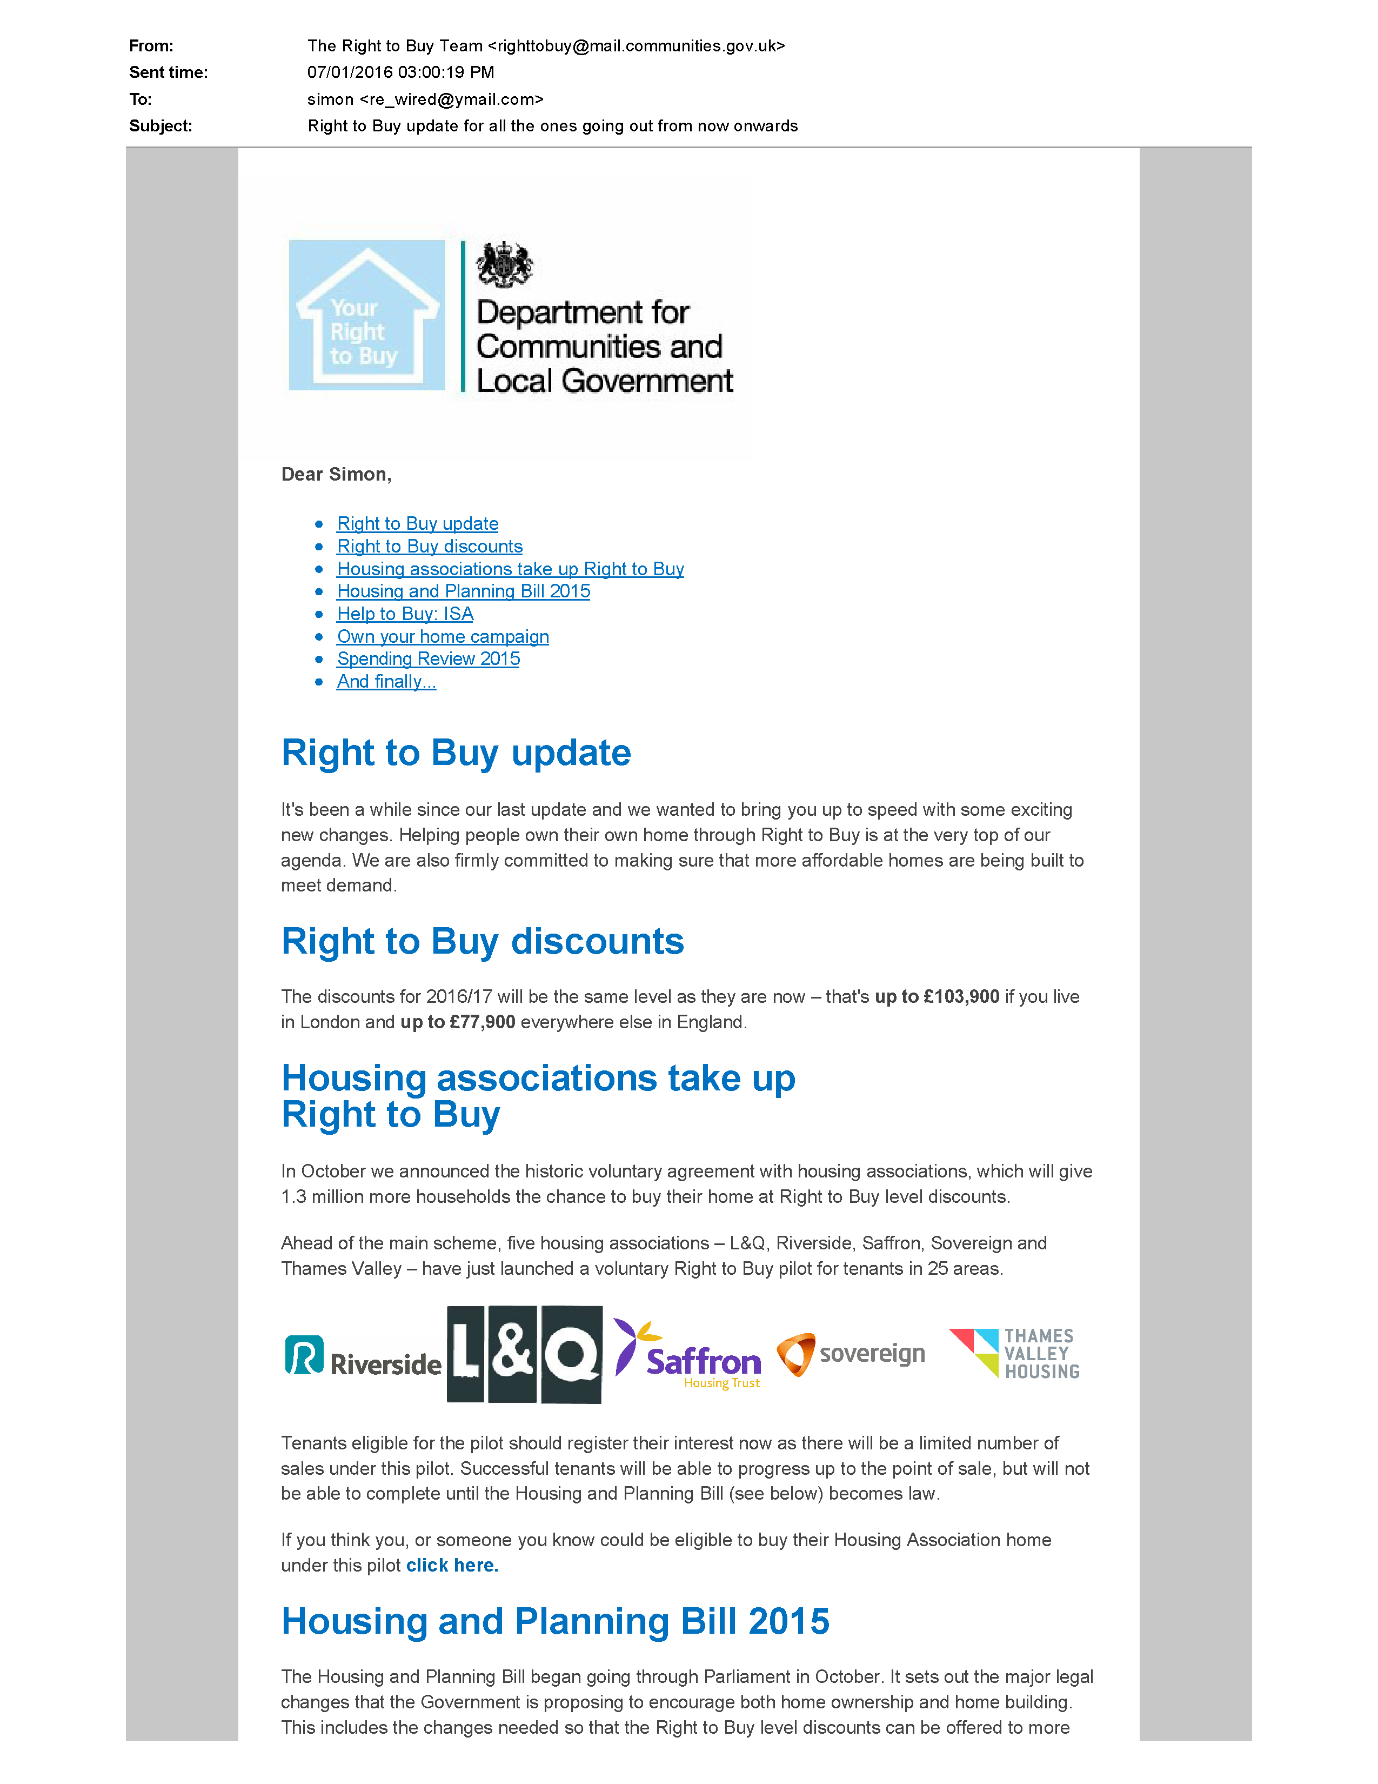 From: The Right to Buy Team <righttobuy@mail.communities.gov.uk>
Sent time: 07/01/2016 03:00:19 PM
To: simon <re_wired@ymail.com>
Subject: Right to Buy update for all the ones going out from now onwards
Your
Right
to Buy
Department for
Communities and
Local Government
Dear Simon,
• Right to Buy update
• Right to Buy discounts
• Housing associations take up Right to Buy
• Housing and Planning Bill 2015
• Help to Buy: ISA
• Own your home campaign
• Spending Review 2015
• And finally...
Right to Buy update
It's been a while since our last update and we wanted to bring you up to speed with some exciting
new changes. Helping people own their own home through Right to Buy is at the very top of our
agenda. We are also firmly committed to making sure that more affordable homes are being built to
meet demand.
Right to Buy discounts
The discounts for 2016/17 will be the same level as they are now – that's up to £103,900 if you live
in London and up to £77,900 everywhere else in England.
Housing associations take up
Right to Buy
In October we announced the historic voluntary agreement with housing associations, which will give
1.3 million more households the chance to buy their home at Right to Buy level discounts.
Ahead of the main scheme, five housing associations – L&Q, Riverside, Saffron, Sovereign and
Thames Valley – have just launched a voluntary Right to Buy pilot for tenants in 25 areas.
Riverside
L&Q
Saffron
Housing Trust
sovereign
THAMES
VALLEY
HOUSING
Tenants eligible for the pilot should register their interest now as there will be a limited number of
sales under this pilot. Successful tenants will be able to progress up to the point of sale, but will not
be able to complete until the Housing and Planning Bill (see below) becomes law.
If you think you, or someone you know could be eligible to buy their Housing Association home
under this pilot click here.
Housing and Planning Bill 2015
The Housing and Planning Bill began going through Parliament in October. It sets out the major legal
changes that the Government is proposing to encourage both home ownership and home building.
This includes the changes needed so that the Right to Buy level discounts can be offered to more